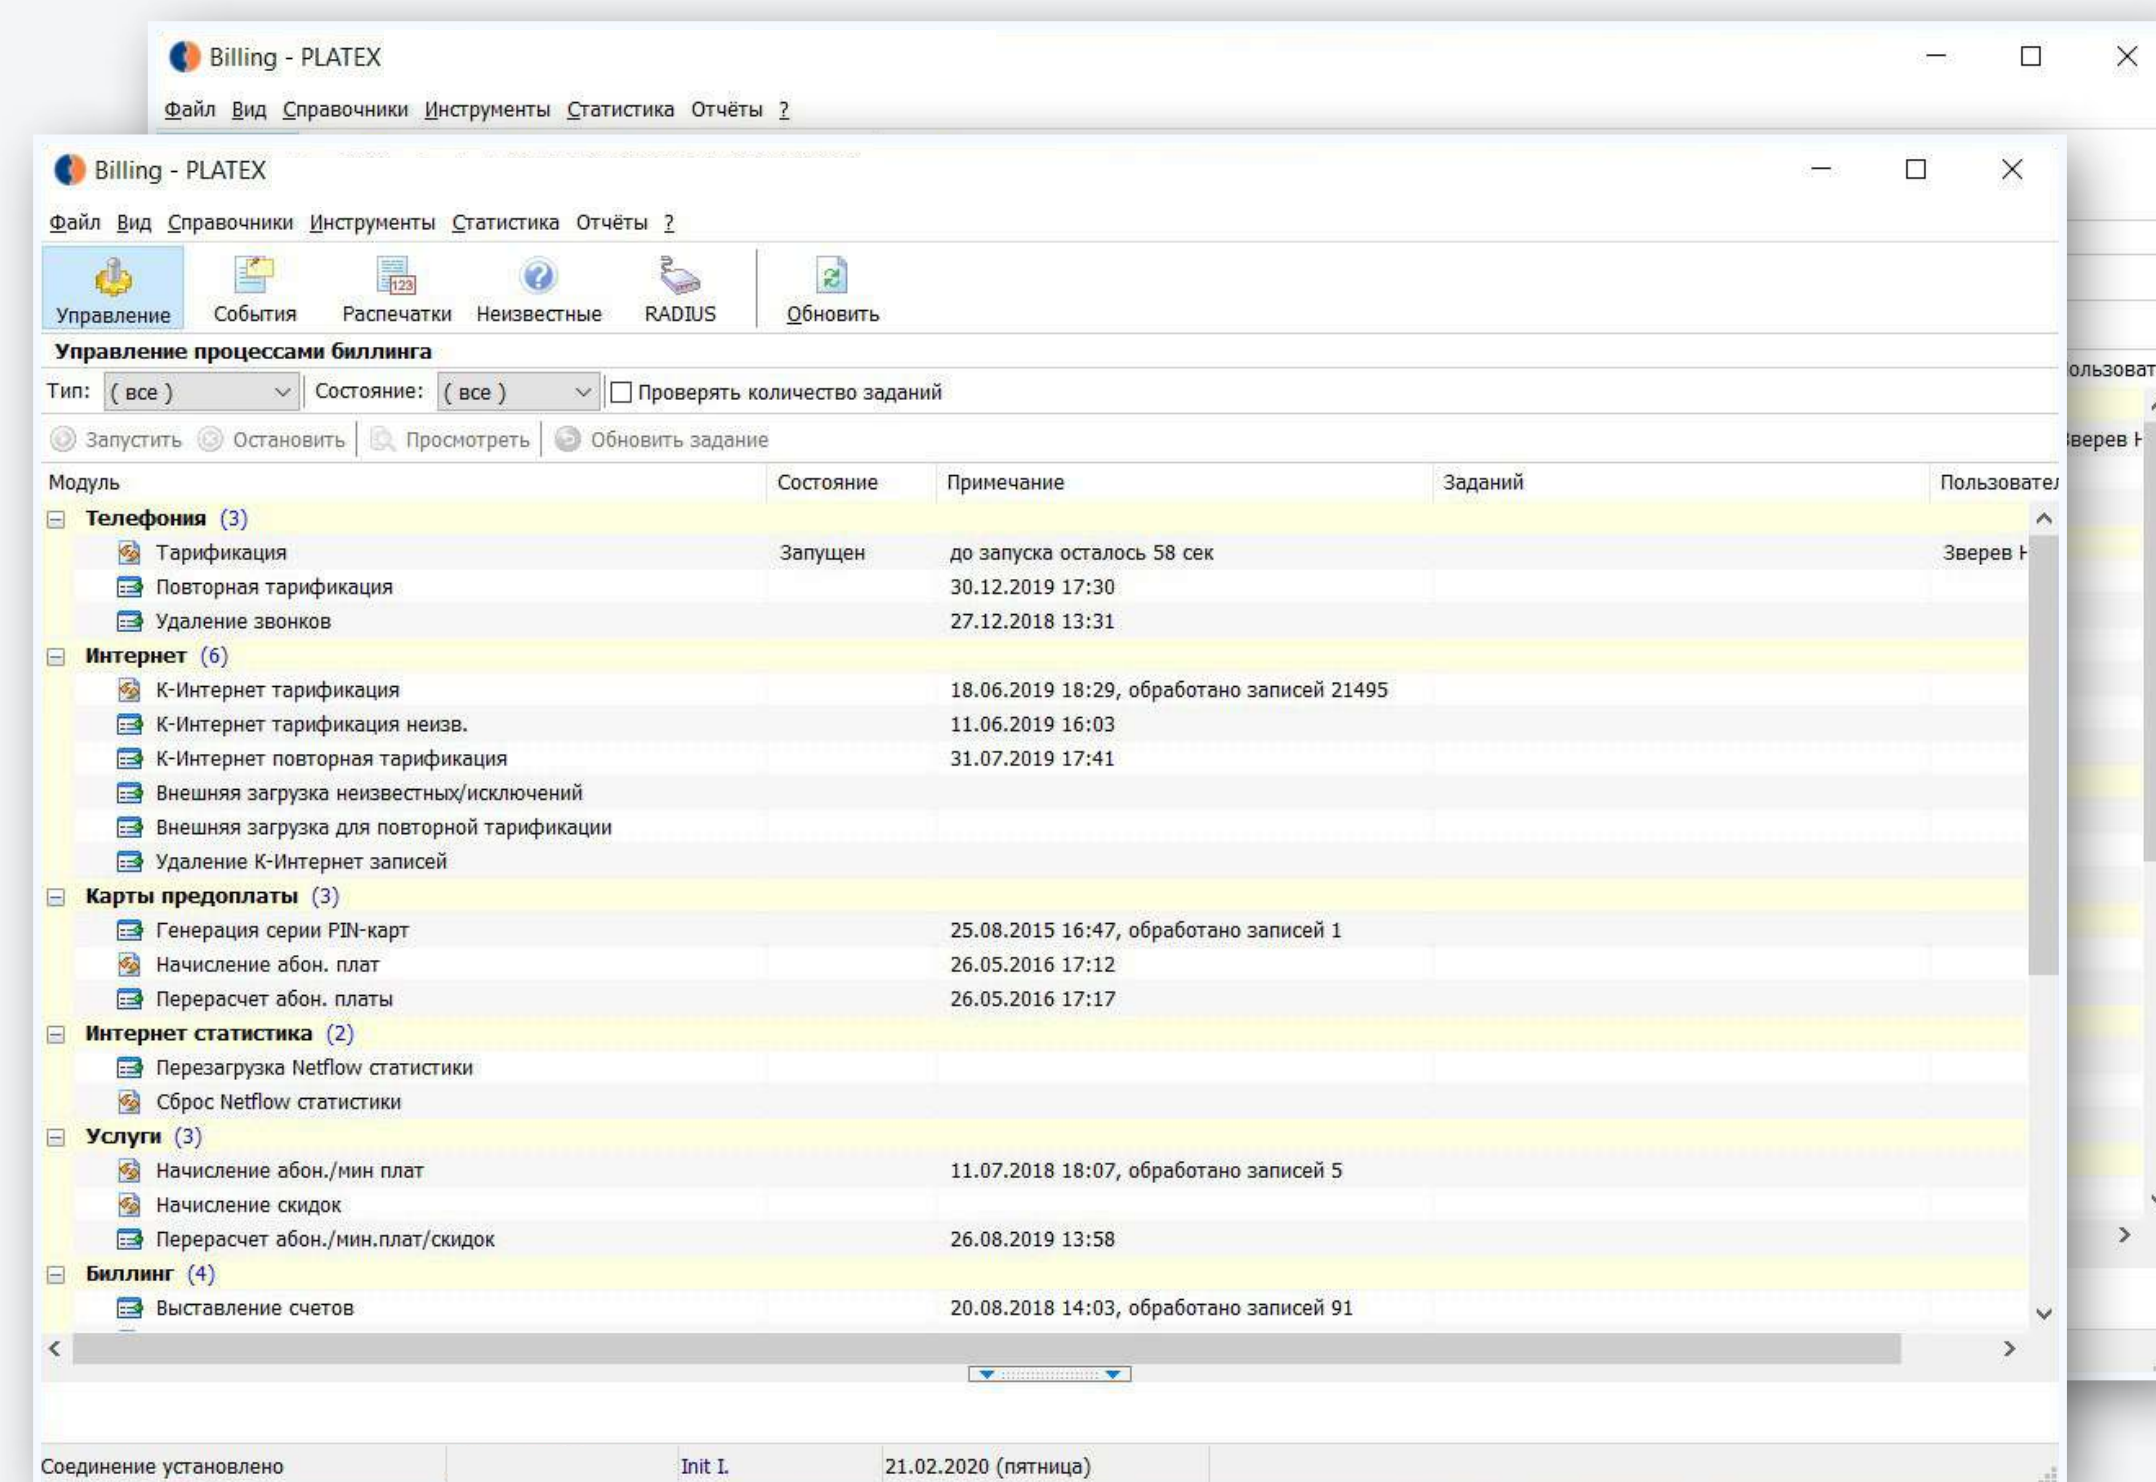 Billing - PLATEX
Файл Вид Справочники Инструменты Статистика Отчёты ?
Billing - PLATEX
Файл Вид Справочники Инструменты Статистика Отчёты ?
123
Управление События Распечатки Неизвестные RADIUS Обновить
Управление процессами биллинга
Тип: ( все ) Состояние: ( все ) Проверять количество заданий
Запустить Остановить Просмотреть Обновить задание
Модуль Состояние Примечание Заданий
Телефония (3)
Тарификация Запущен до запуска осталось 58 сек Зверев
Повторная тарификация 30.12.2019 17:30
Удаление звонков 27.12.2018 13:31
Интернет (6)
К-Интернет тарификация 18.06.2019 18:29, обработано записей 21495
К-Интернет тарификация неизв. 11.06.2019 16:03
К-Интернет повторная тарификация 31.07.2019 17:41
Внешняя загрузка неизвестных/исключений
Внешняя загрузка для повторной тарификации
Удаление К-Интернет записей
Карты предоплаты (3)
Генерация серии PIN-карт 25.08.2015 16:47, обработано записей 1
Начисление абон. плат 26.05.2016 17:12
Перерасчет абон. платы 26.05.2016 17:17
Интернет статистика (2)
Перезагрузка Netflow статистики
Сброс Netflow статистики
Услуги (3)
Начисление абон./мин плат 11.07.2018 18:07, обработано записей 5
Начисление скидок
Перерасчет абон./мин.плат/скидок 26.08.2019 13:58
Биллинг (4)
Выставление счетов 20.08.2018 14:03, обработано записей 91
Соединение установлено Init I. 21.02.2020 (пятница)